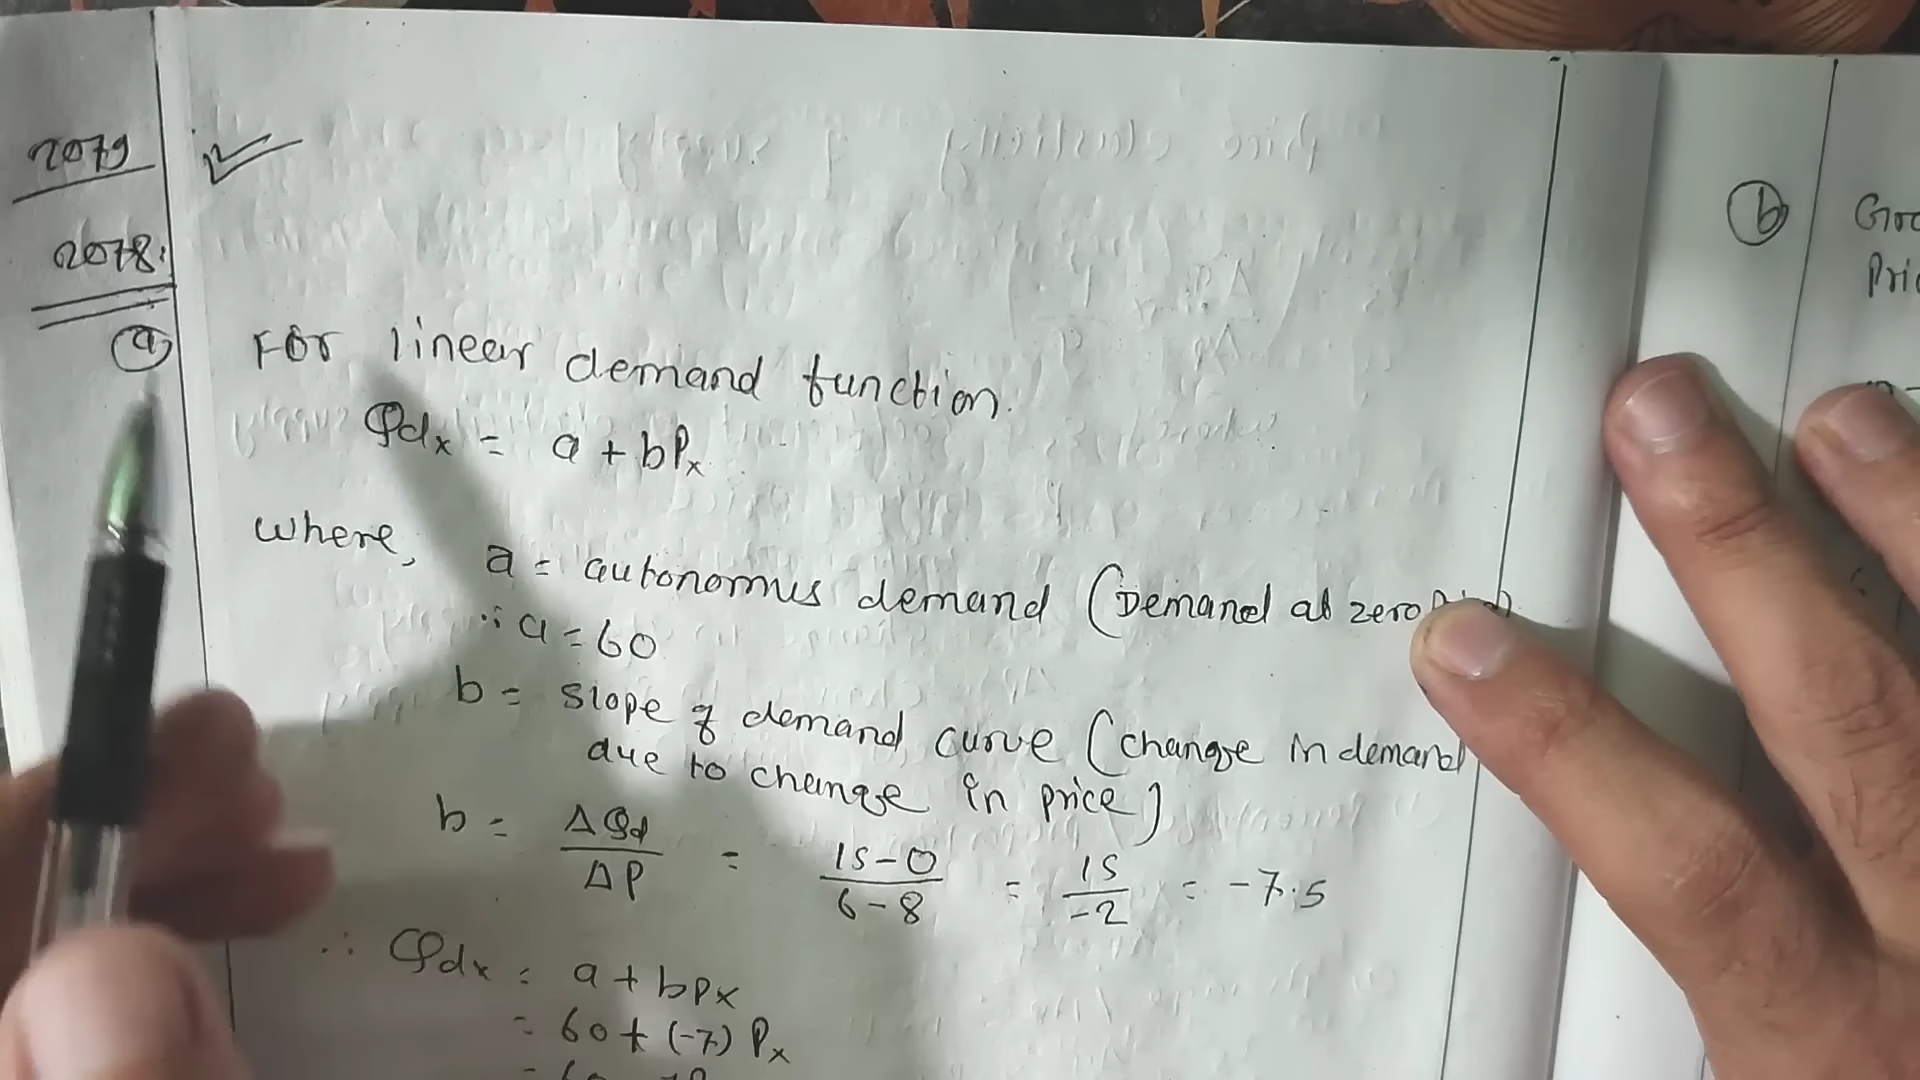 2079
2078:
(a) For linear demand function.
Qdx = a + bPx
where, a = autonomus demand (Demand at zero
∴ a = 60
b = slope of demand curve (change in demand
due to change in price)
b = ΔQd/ΔP = 15-0/6-8 = 15/-2 = -7.5
∴ Qdx = a + bPx
= 60 + (-7) Px
(b)